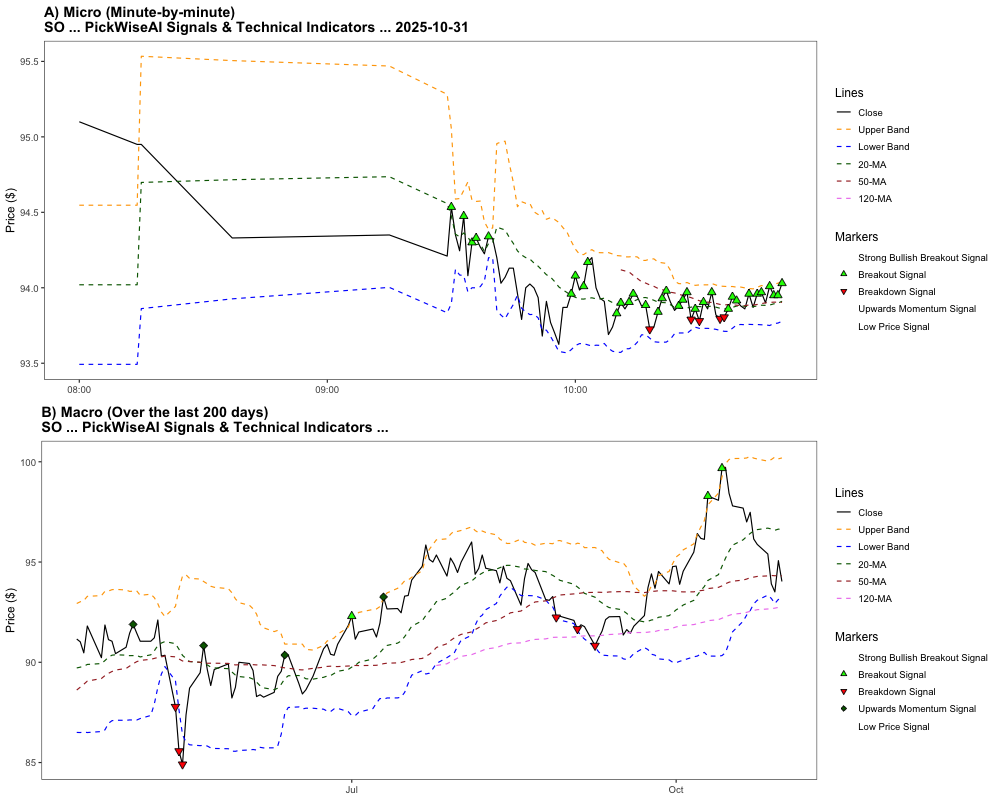 A) Micro (Minute-by-minute)
SO ... PickWiseAI Signals & Technical Indicators ... 2025-10-31
Price ($)
95.5
95.0
94.5
94.0
93.5
08:00
09:00
10:00
Lines
Close
Upper Band
Lower Band
20-MA
50-MA
120-MA
Markers
Strong Bullish Breakout Signal
Breakout Signal
Breakdown Signal
Upwards Momentum Signal
Low Price Signal
B) Macro (Over the last 200 days)
SO ... PickWiseAI Signals & Technical Indicators ...
Price ($)
100
95
90
85
Jul
Oct
Lines
Close
Upper Band
Lower Band
20-MA
50-MA
120-MA
Markers
Strong Bullish Breakout Signal
Breakout Signal
Breakdown Signal
Upwards Momentum Signal
Low Price Signal